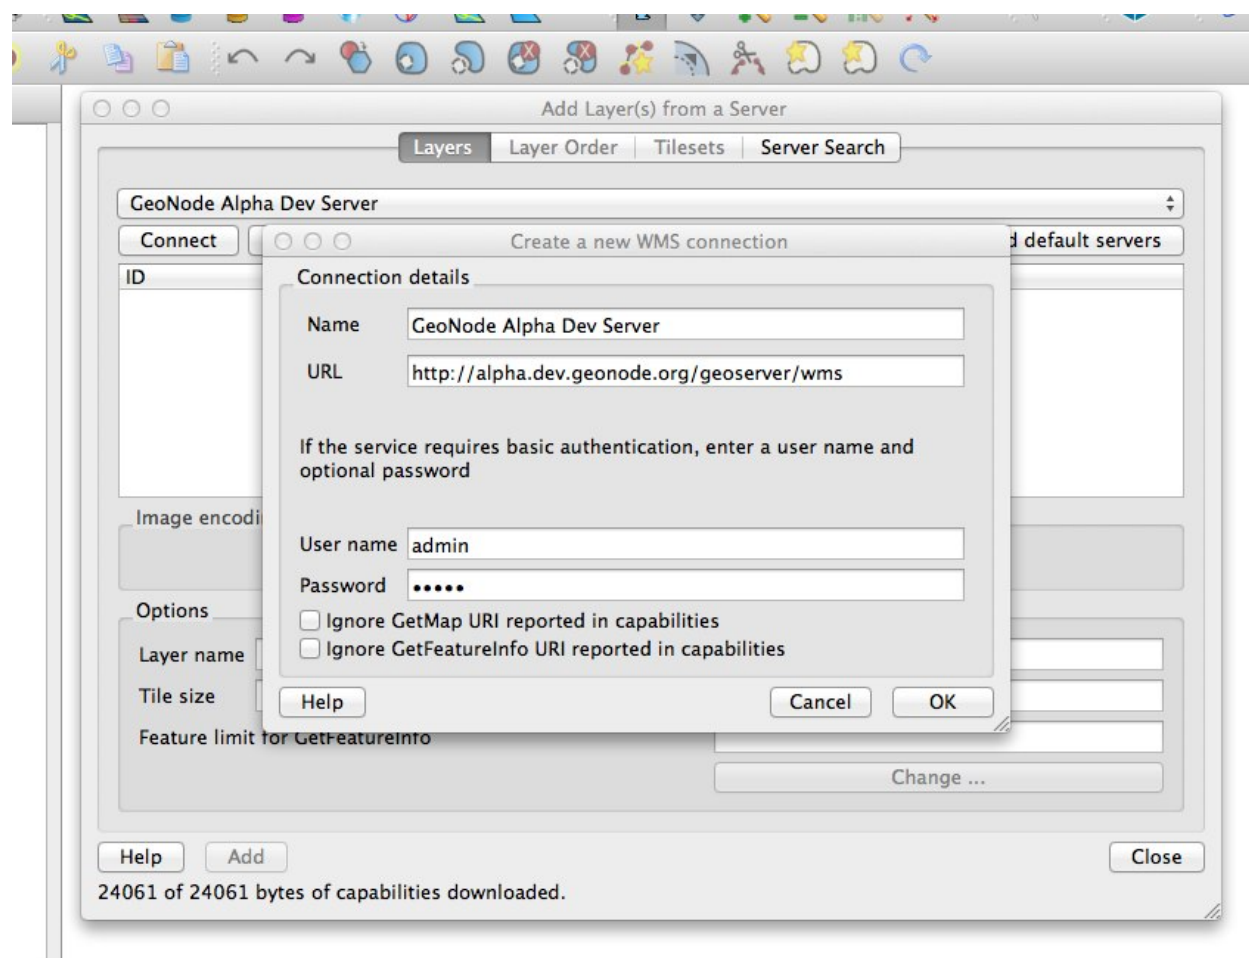 Add Layer(s) from a Server
Layers Layer Order Tilesets Server Search
GeoNode Alpha Dev Server
Connect default servers
Create a new WMS connection
ID
Connection details
Name GeoNode Alpha Dev Server
URL http://alpha.dev.geonode.org/geoserver/wms
If the service requires basic authentication, enter a user name and
optional password
Image encodi
User name admin
Password •••••
Options
Ignore GetMap URI reported in capabilities
Ignore GetFeatureInfo URI reported in capabilities
Layer name
Tile size
Help Cancel OK
Feature limit for GetFeatureInfo
Change ...
Help Add Close
24061 of 24061 bytes of capabilities downloaded.